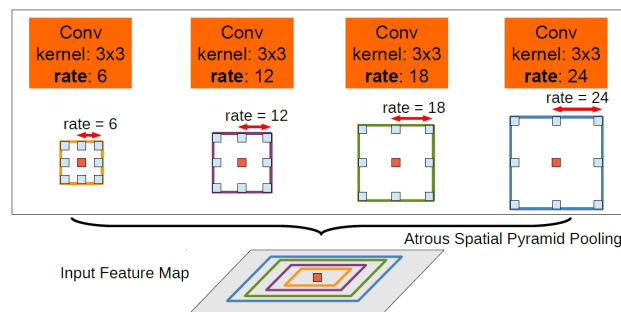 Conv
kernel: 3x3
rate: 6
Conv
kernel: 3x3
rate: 12
Conv
kernel: 3x3
rate: 18
Conv
kernel: 3x3
rate: 24
rate = 6
rate = 12
rate = 18
rate = 24
Atrous Spatial Pyramid Pooling
Input Feature Map